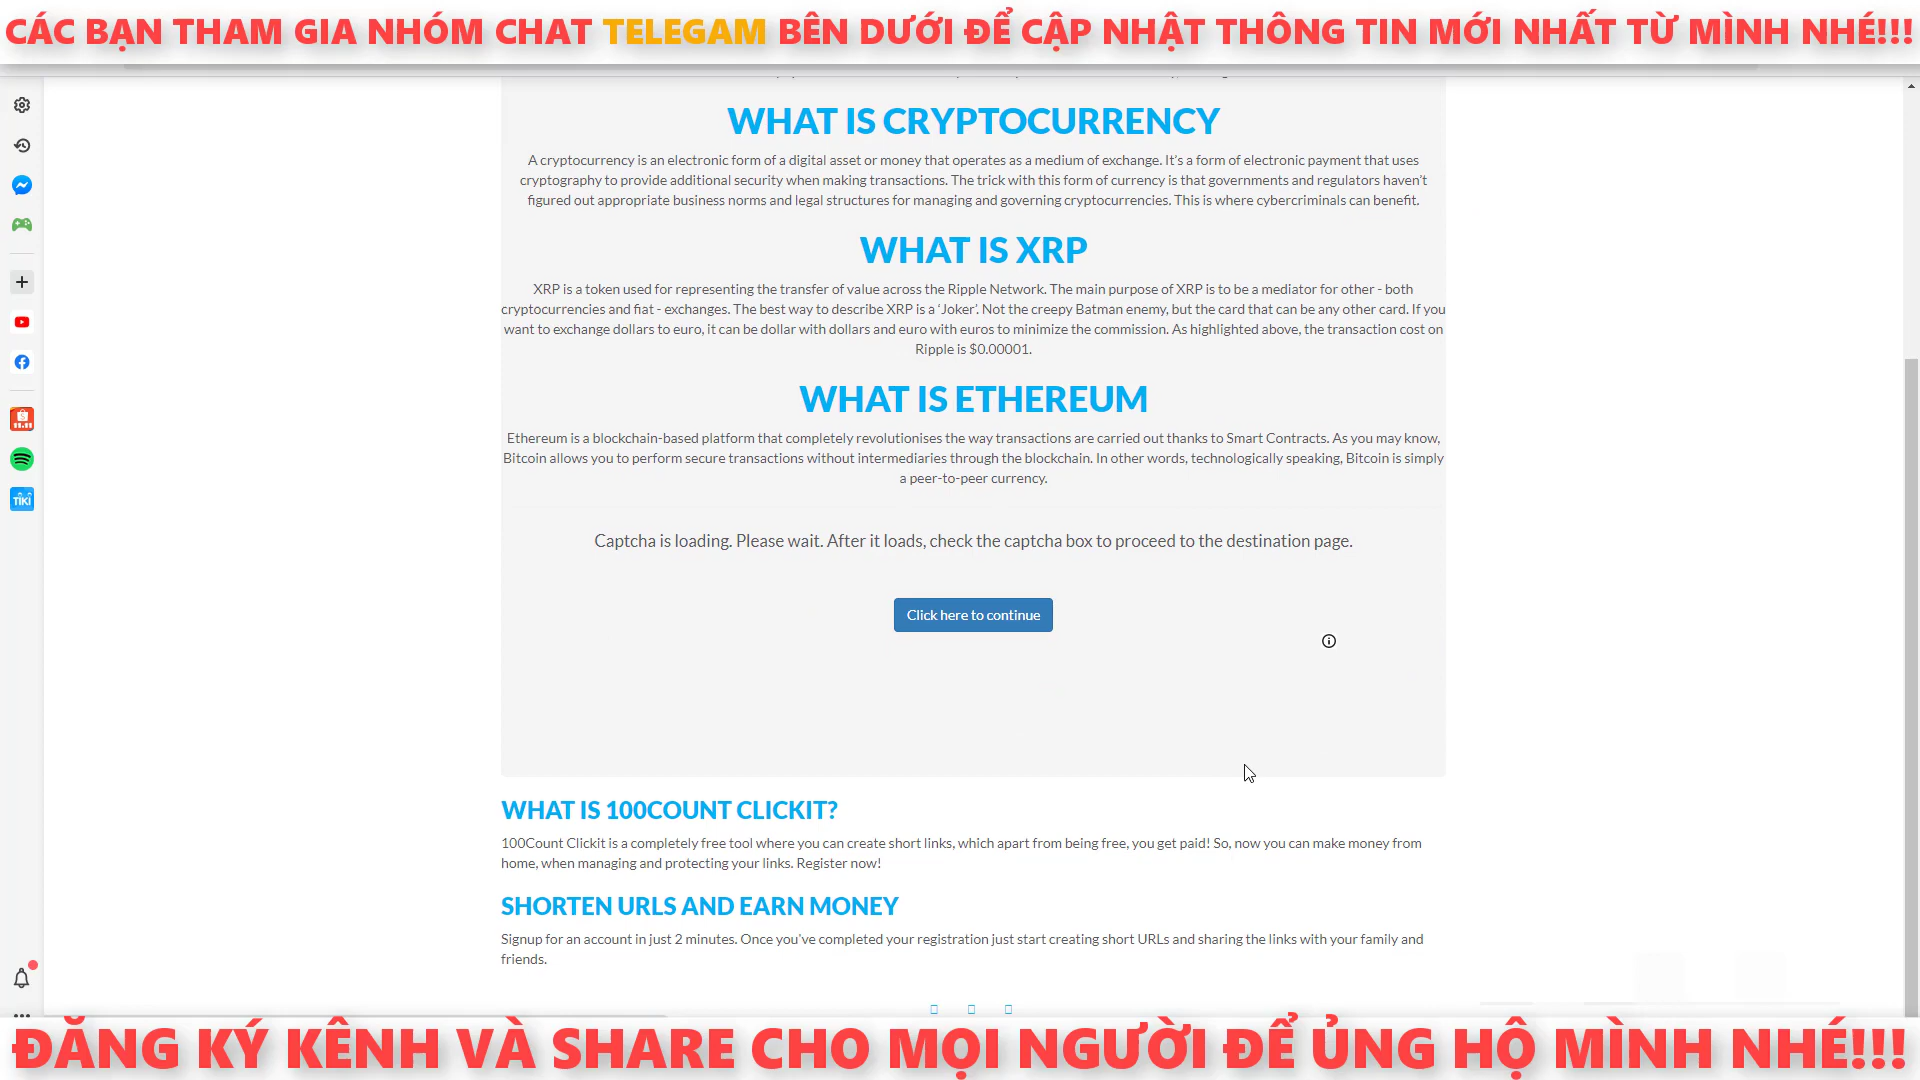 CÁC BẠN THAM GIA NHÓM CHAT TELEGAM BÊN DƯỚI ĐỂ CẬP NHẬT THÔNG TIN MỚI NHẤT TỪ MÌNH NHÉ!!!
WHAT IS CRYPTOCURRENCY
A cryptocurrency is an electronic form of a digital asset or money that operates as a medium of exchange. It's a form of electronic payment that uses
cryptography to provide additional security when making transactions. The trick with this form of currency is that governments and regulators haven't
figured out appropriate business norms and legal structures for managing and governing cryptocurrencies. This is where cybercriminals can benefit.
WHAT IS XRP
XRP is a token used for representing the transfer of value across the Ripple Network. The main purpose of XRP is to be a mediator for other - both
cryptocurrencies and fiat - exchanges. The best way to describe XRP is a ‘Joker’. Not the creepy Batman enemy, but the card that can be any other card. If you
want to exchange dollars to euro, it can be dollar with dollars and euro with euros to minimize the commission. As highlighted above, the transaction cost on
Ripple is $0.00001.
WHAT IS ETHEREUM
Ethereum is a blockchain-based platform that completely revolutionises the way transactions are carried out thanks to Smart Contracts. As you may know,
Bitcoin allows you to perform secure transactions without intermediaries through the blockchain. In other words, technologically speaking, Bitcoin is simply
a peer-to-peer currency.
Captcha is loading. Please wait. After it loads, check the captcha box to proceed to the destination page.
Click here to continue
TIKI
WHAT IS 100COUNT CLICKIT?
100Count Clickit is a completely free tool where you can create short links, which apart from being free, you get paid! So, now you can make money from
home, when managing and protecting your links. Register now!
SHORTEN URLS AND EARN MONEY
Signup for an account in just 2 minutes. Once you've completed your registration just start creating short URLs and sharing the links with your family and
friends.
ĐĂNG KÝ KÊNH VÀ SHARE CHO MỌI NGƯỜI ĐỂ ỦNG HỘ MÌNH NHÉ!!!